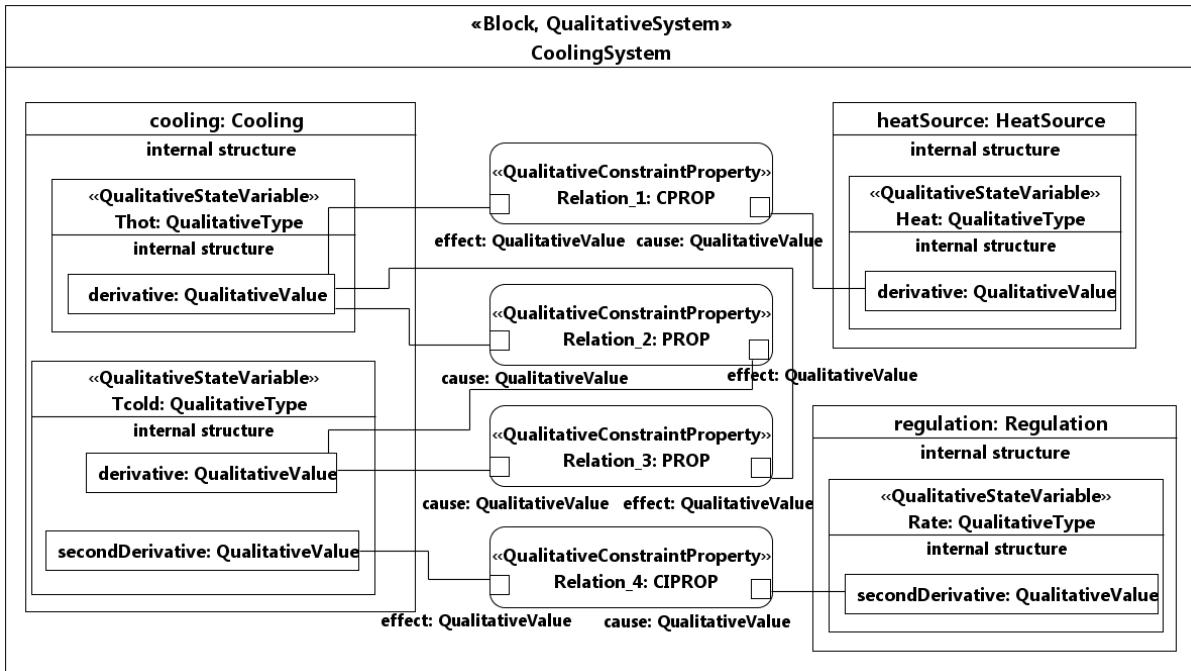 «Block, QualitativeSystem»
CoolingSystem
cooling: Cooling
internal structure
«QualitativeStateVariable»
Thot: QualitativeType
internal structure
derivative: QualitativeValue
«QualitativeStateVariable»
Tcold: QualitativeType
internal structure
derivative: QualitativeValue
secondDerivative: QualitativeValue
«QualitativeConstraintProperty»
Relation_1: CPROP
effect: QualitativeValue cause: QualitativeValue
«QualitativeConstraintProperty»
Relation_2: PROP
cause: QualitativeValue effect: QualitativeValue
«QualitativeConstraintProperty»
Relation_3: PROP
cause: QualitativeValue effect: QualitativeValue
«QualitativeConstraintProperty»
Relation_4: CIPROP
effect: QualitativeValue cause: QualitativeValue
heatSource: HeatSource
internal structure
«QualitativeStateVariable»
Heat: QualitativeType
internal structure
derivative: QualitativeValue
regulation: Regulation
internal structure
«QualitativeStateVariable»
Rate: QualitativeType
internal structure
secondDerivative: QualitativeValue